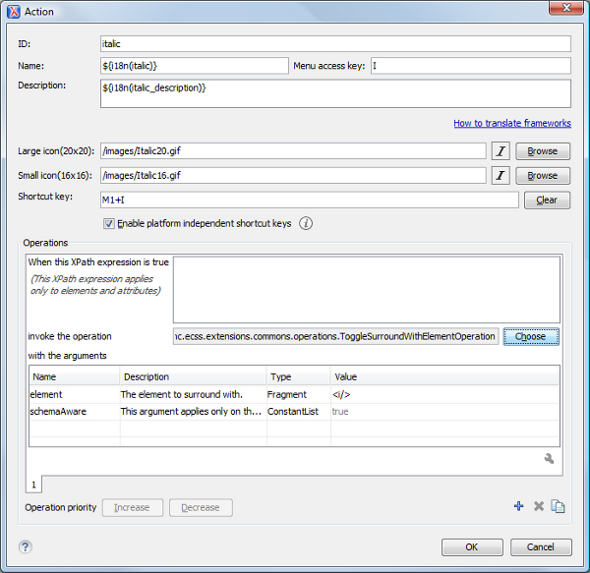 Action
ID: italic
Name: ${i18n(italic)} Menu access key: I
Description: ${i18n(italic_description)}
How to translate frameworks
Large icon(20x20): /images/Italic20.gif I Browse
Small icon(16x16): /images/Italic16.gif I Browse
Shortcut key: M1+I Clear
Enable platform independent shortcut keys i
Operations
When this XPath expression is true
(This XPath expression applies
only to elements and attributes)
invoke the operation nc.ecss.extensions.commons.operations.ToggleSurroundWithElementOperation Choose
with the arguments
Name Description Type Value
element The element to surround with. Fragment <i/>
schemaAware This argument applies only on th... ConstantList true
1
Operation priority Increase Decrease
? OK Cancel